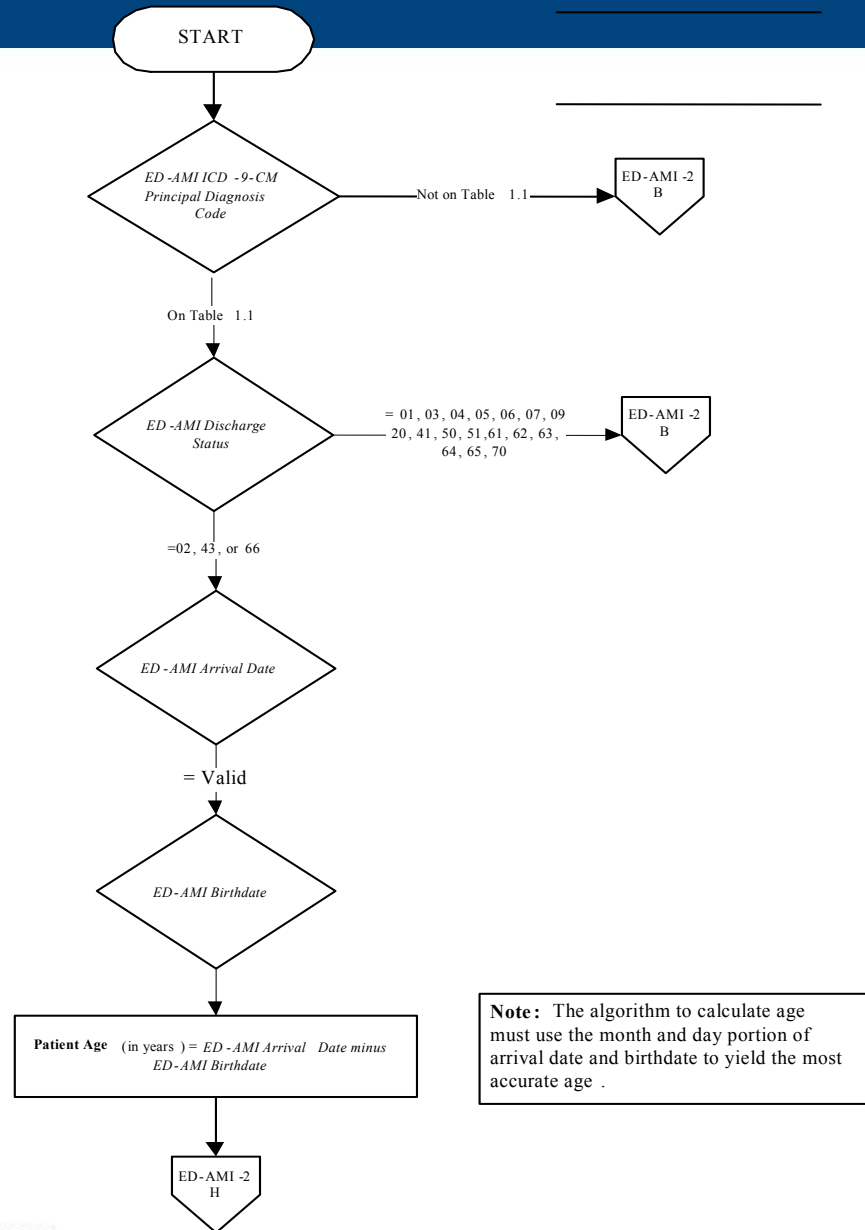 START
ED-AMI ICD -9-CM
Principal Diagnosis
Code
Not on Table 1.1
ED-AMI -2
B
On Table 1.1
ED-AMI Discharge
Status
= 01, 03, 04, 05, 06, 07, 09
20, 41, 50, 51,61, 62, 63,
64, 65, 70
ED-AMI -2
B
=02, 43, or 66
ED-AMI Arrival Date
= Valid
ED-AMI Birthdate
Patient Age (in years ) = ED-AMI Arrival Date minus
ED-AMI Birthdate
Note: The algorithm to calculate age
must use the month and day portion of
arrival date and birthdate to yield the most
accurate age .
ED-AMI -2
H